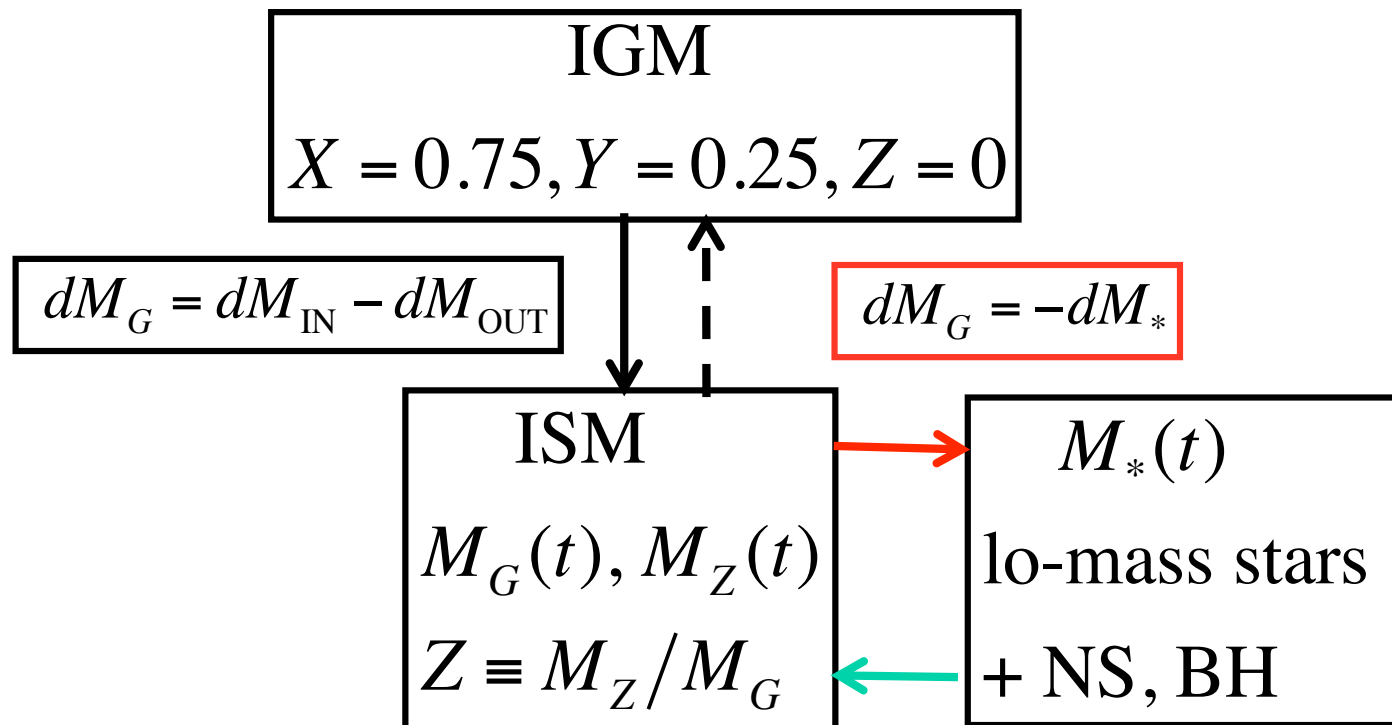 IGM
X = 0.75, Y = 0.25, Z = 0
dM_G = dM_IN − dM_OUT
dM_G = −dM_*
ISM
M_G(t), M_Z(t)
Z ≡ M_Z/M_G
M_*(t)
lo-mass stars
+ NS, BH